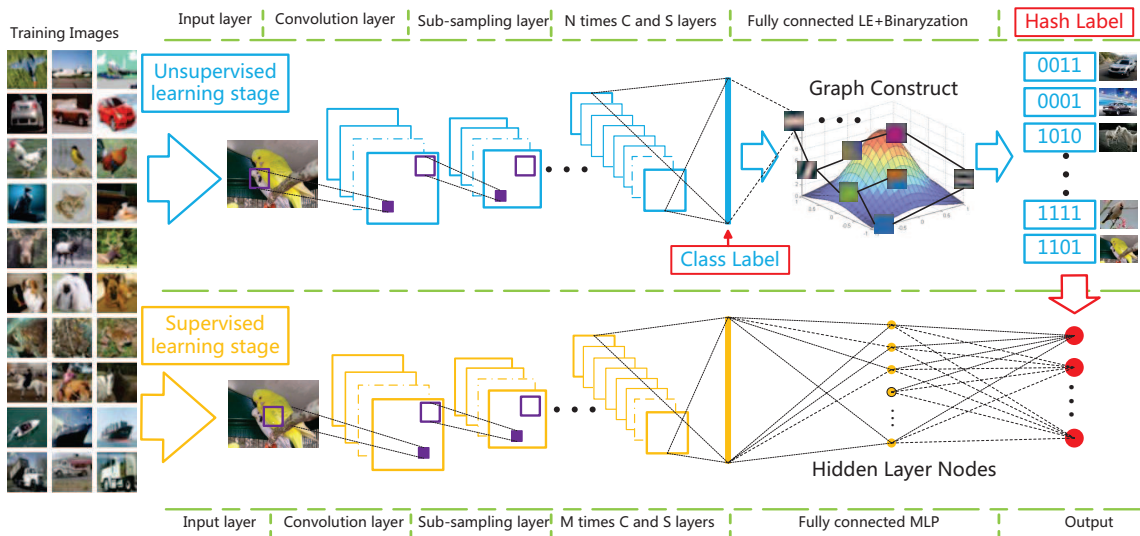 Input layer
Convolution layer
Sub-sampling layer
N times C and S layers
Fully connected LE+Binaryzation
Hash Label
Training Images
Unsupervised
learning stage
Graph Construct
0011
0001
1010
1111
1101
Class Label
Supervised
learning stage
Hidden Layer Nodes
Input layer
Convolution layer
Sub-sampling layer
M times C and S layers
Fully connected MLP
Output